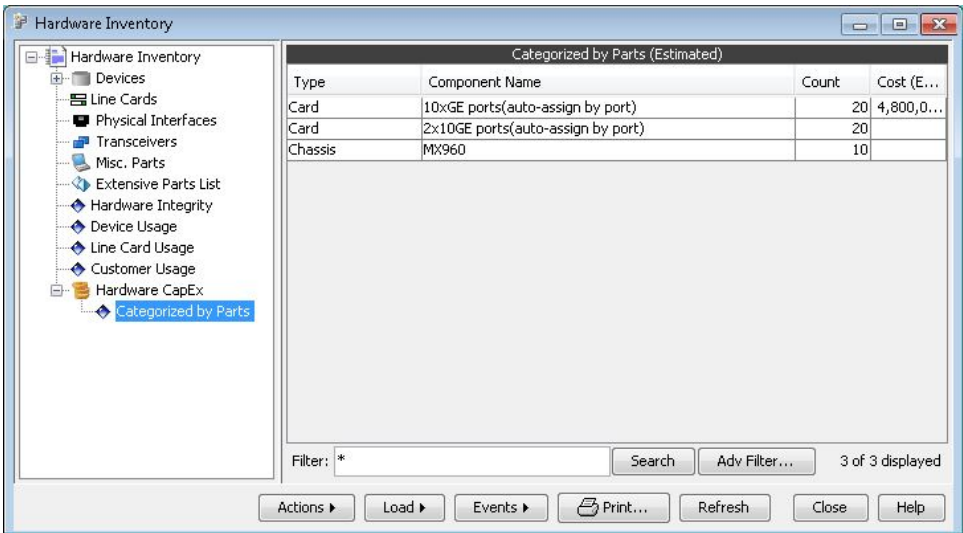 Hardware Inventory
Hardware Inventory
Devices
Line Cards
Physical Interfaces
Transceivers
Misc. Parts
Extensive Parts List
Hardware Integrity
Device Usage
Line Card Usage
Customer Usage
Hardware CapEx
Categorized by Parts
Categorized by Parts (Estimated)
Type Component Name Count Cost (E...
Card 10xGE ports(auto-assign by port) 20 4,800,0...
Card 2x10GE ports(auto-assign by port) 20
Chassis MX960 10
Filter: * Search Adv Filter... 3 of 3 displayed
Actions Load Events Print... Refresh Close Help